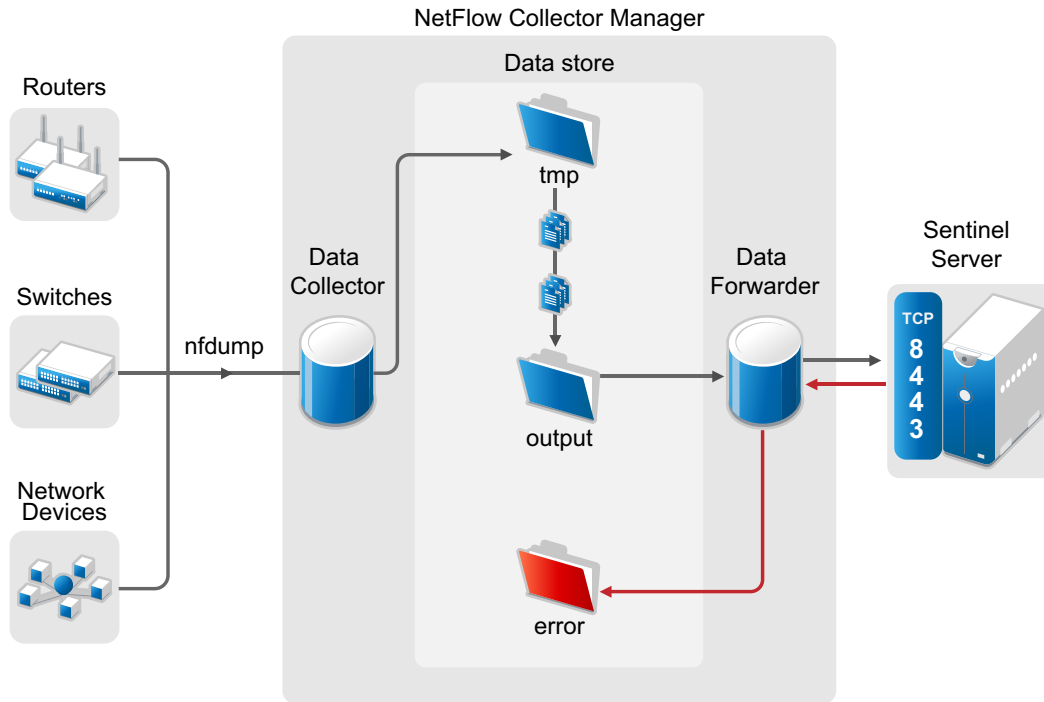 NetFlow Collector Manager
Data store
Routers
tmp
Data
Collector
Data
Forwarder
Sentinel
Server
Switches
nfdump
TCP
8
4
4
3
output
Network
Devices
error